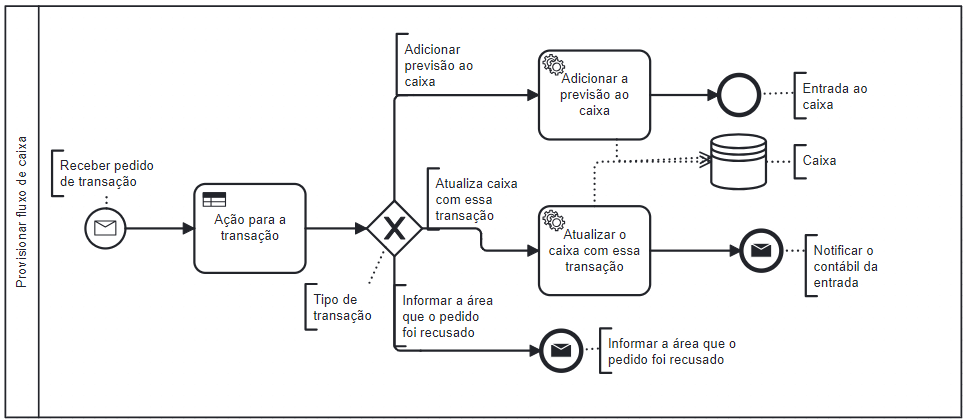 Provisionar fluxo de caixa
Receber pedido
de transação
Ação para a
transação
Tipo de
transação
Adicionar
previsão ao
caixa
Adicionar a
previsão ao
caixa
Entrada ao
caixa
Caixa
Atualiza caixa
com essa
transação
Atualizar o
caixa com essa
transação
Notificar o
contábil da
entrada
Informar a área
que o pedido
foi recusado
Informar a área que o
pedido foi recusado